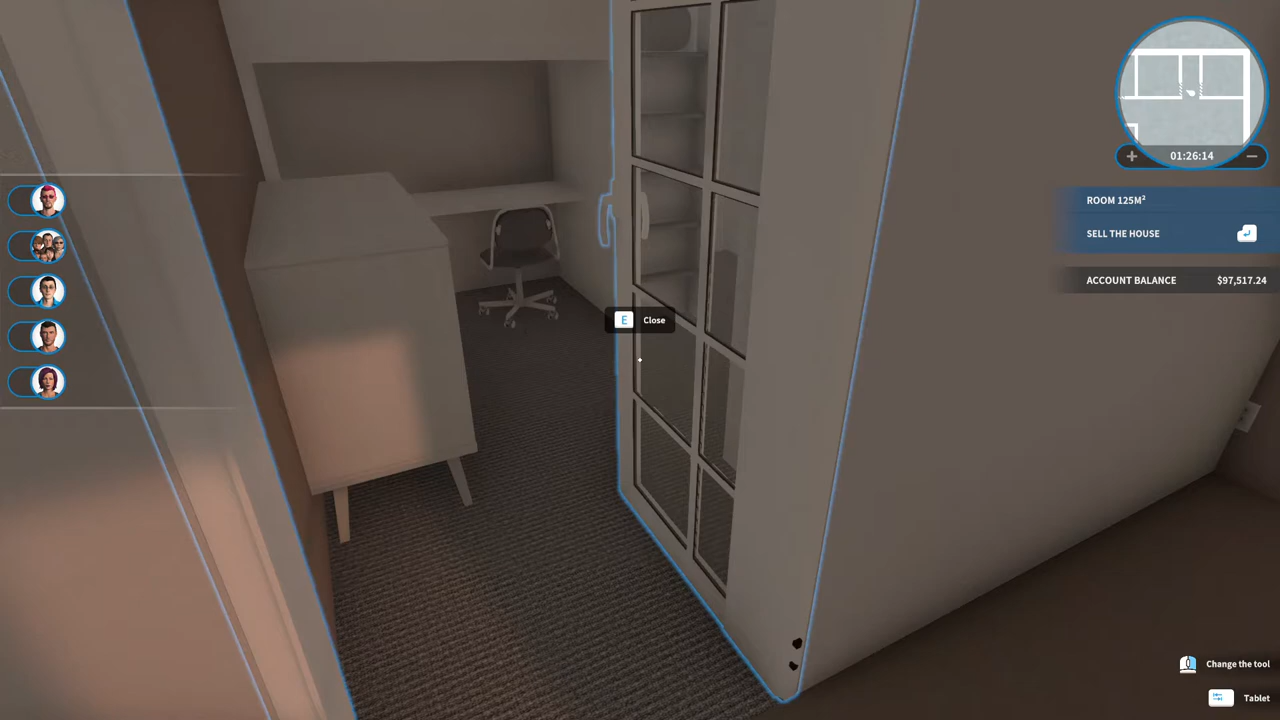 01:26:14
ROOM 125M²
SELL THE HOUSE
ACCOUNT BALANCE $97,517.24
E Close
Change the tool
Tablet